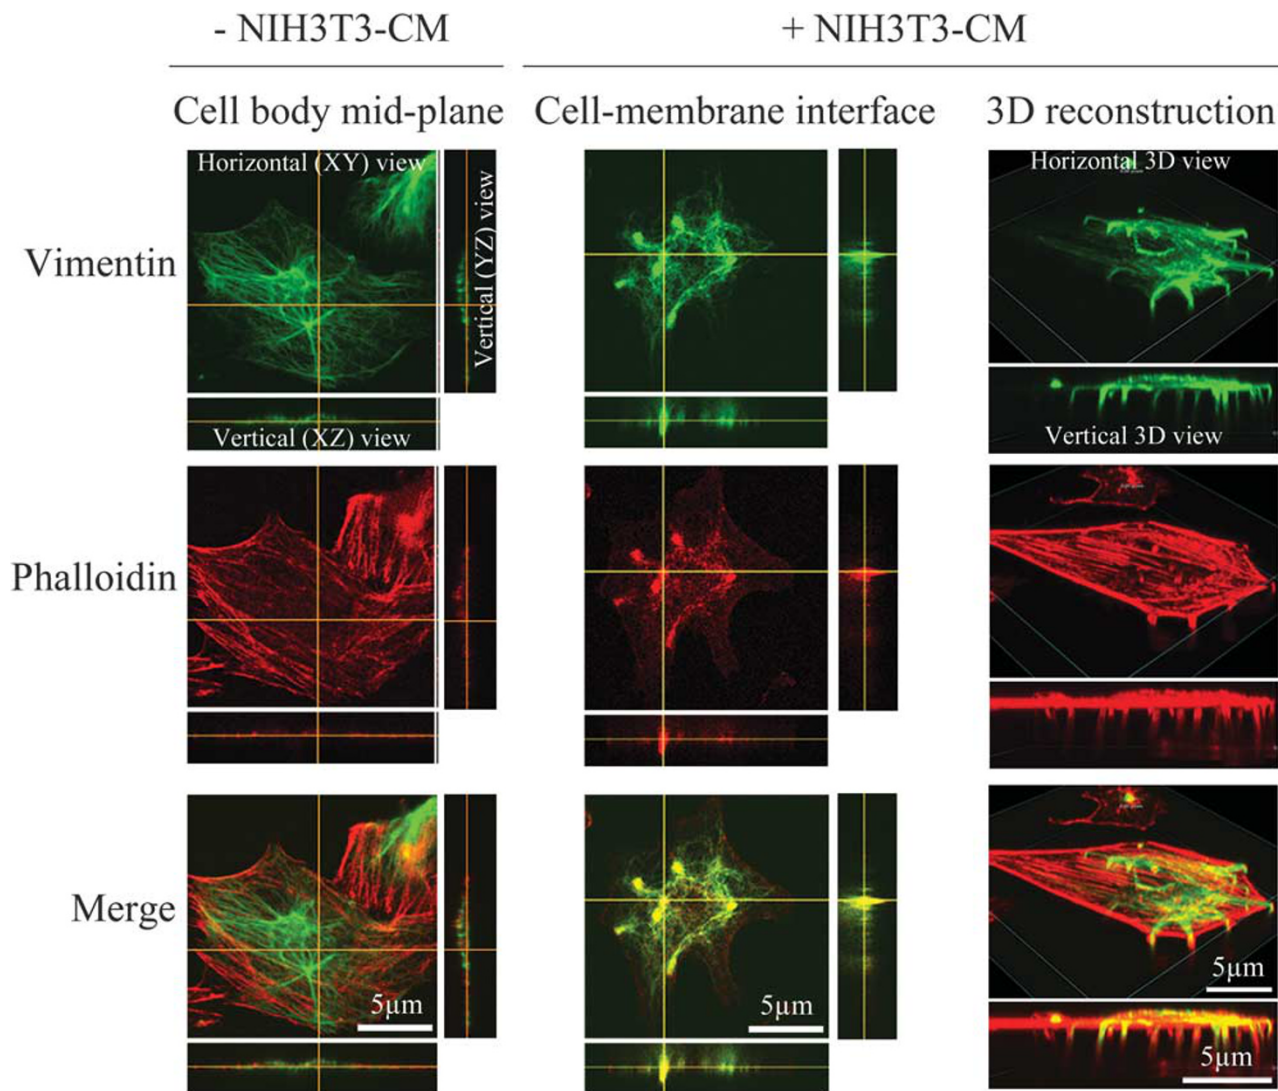 - NIH3T3-CM
+ NIH3T3-CM
Cell body mid-plane
Cell-membrane interface
3D reconstruction
Vimentin
Horizontal (XY) view
Vertical (YZ) view
Vertical (XZ) view
Horizontal 3D view
Vertical 3D view
Phalloidin
Merge
5µm
5µm
5µm
5µm